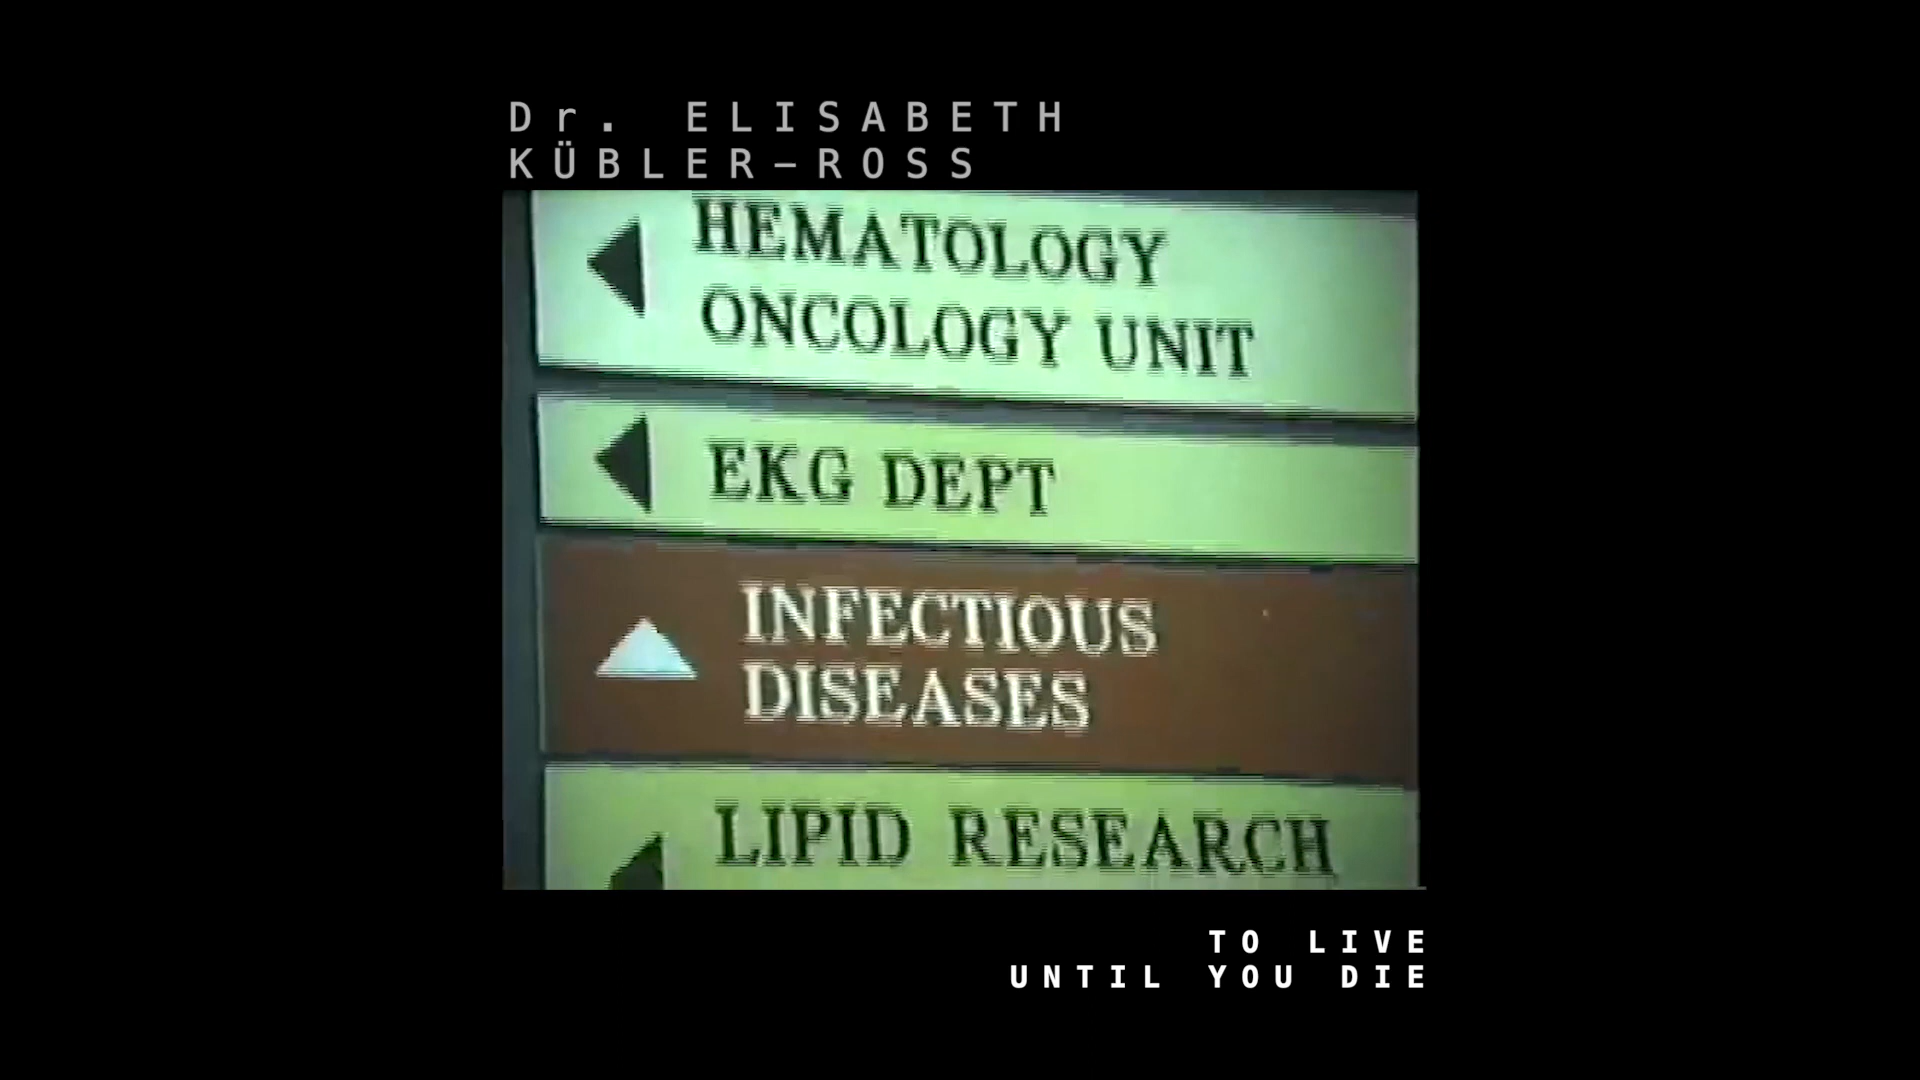 Dr. ELISABETH
KÜBLER–ROSS
HEMATOLOGY
ONCOLOGY UNIT
EKG DEPT
INFECTIOUS
DISEASES
LIPID RESEARCH
TO LIVE
UNTIL YOU DIE